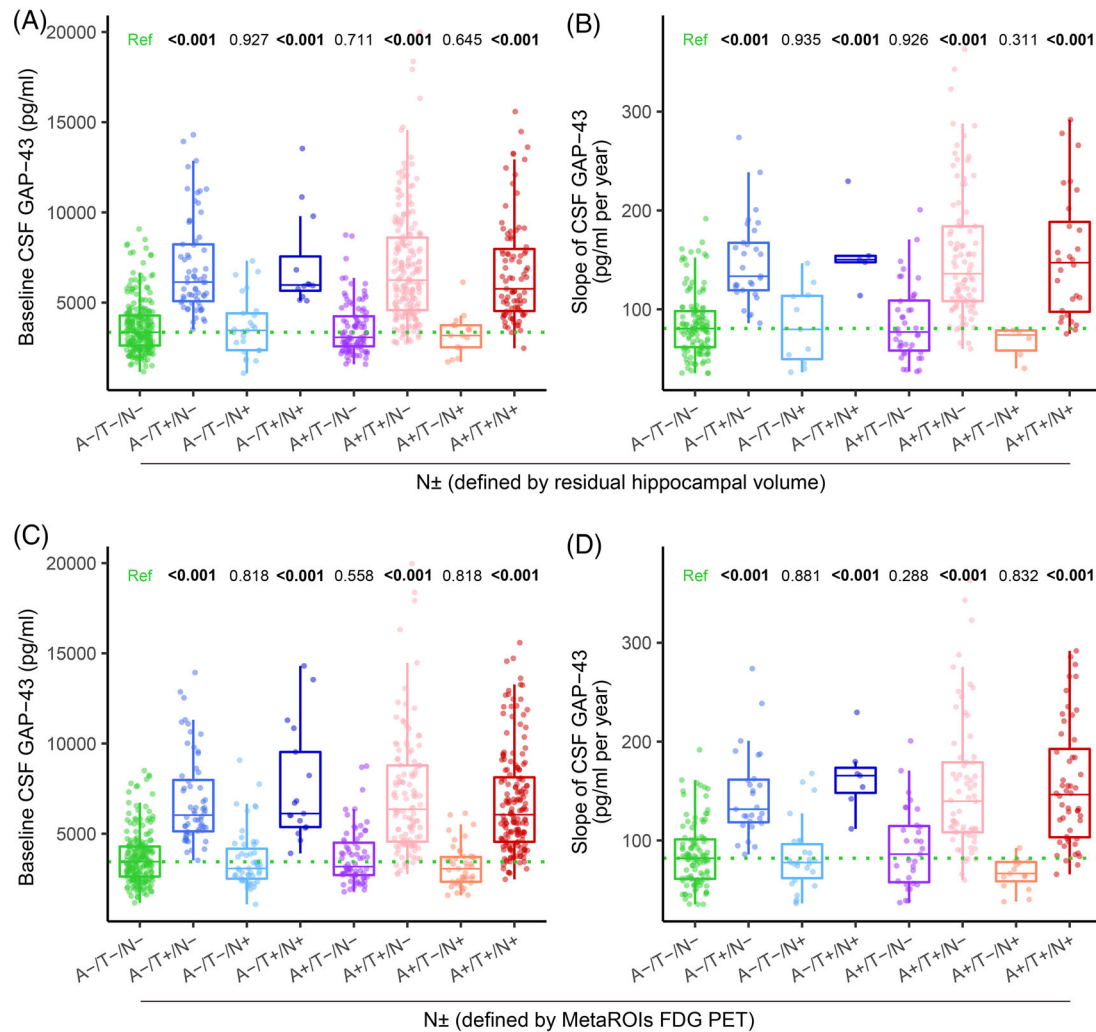 (A)
Baseline CSF GAP−43 (pg/ml)
20000
15000
10000
5000
0
Ref <0.001 0.927 <0.001 0.711 <0.001 0.645 <0.001
A−/T−/N− A−/T+/N− A−/T−/N+ A−/T+/N+ A+/T−/N− A+/T+/N− A+/T−/N+ A+/T+/N+
(B)
Slope of CSF GAP−43
(pg/ml per year)
300
200
100
Ref <0.001 0.935 <0.001 0.926 <0.001 0.311 <0.001
A−/T−/N− A−/T+/N− A−/T−/N+ A−/T+/N+ A+/T−/N− A+/T+/N− A+/T−/N+ A+/T+/N+
N± (defined by residual hippocampal volume)
(C)
Baseline CSF GAP−43 (pg/ml)
20000
15000
10000
5000
0
Ref <0.001 0.818 <0.001 0.558 <0.001 0.818 <0.001
A−/T−/N− A−/T+/N− A−/T−/N+ A−/T+/N+ A+/T−/N− A+/T+/N− A+/T−/N+ A+/T+/N+
(D)
Slope of CSF GAP−43
(pg/ml per year)
300
200
100
Ref <0.001 0.881 <0.001 0.288 <0.001 0.832 <0.001
A−/T−/N− A−/T+/N− A−/T−/N+ A−/T+/N+ A+/T−/N− A+/T+/N− A+/T−/N+ A+/T+/N+
N± (defined by MetaROIs FDG PET)